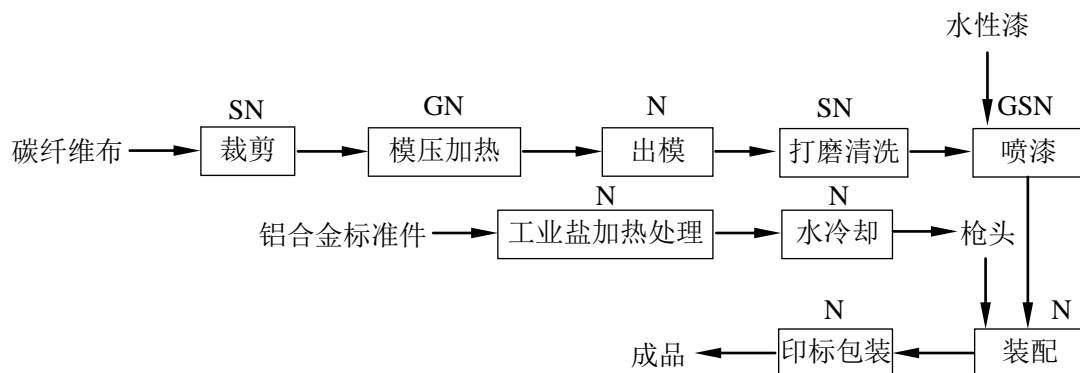 水性漆
SN GN N SN GSN
碳纤维布 裁剪 模压加热 出模 打磨清洗 喷漆
N N
铝合金标准件 工业盐加热处理 水冷却 枪头
N N
成品 印标包装 装配